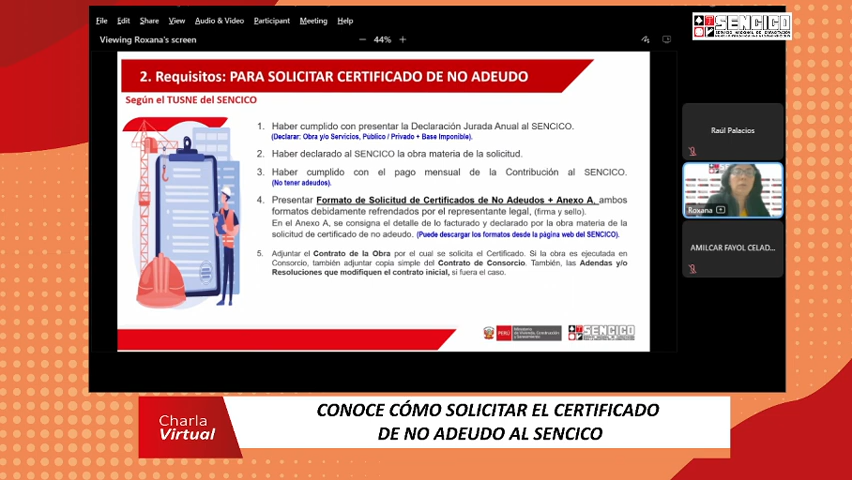 File Edit Share View Audio & Video Participant Meeting Help
Viewing Roxana's screen
44%
SENCICO
2. Requisitos: PARA SOLICITAR CERTIFICADO DE NO ADEUDO
Según el TUSNE del SENCICO
1. Haber cumplido con presentar la Declaración Jurada Anual al SENCICO.
(Declarar: Obra y/o Servicios, Público / Privado + Base Imponible).
2. Haber declarado al SENCICO la obra materia de la solicitud.
3. Haber cumplido con el pago mensual de la Contribución al SENCICO.
(No tener adeudos).
4. Presentar Formato de Solicitud de Certificados de No Adeudos + Anexo A, ambos
formatos debidamente refrendados por el representante legal, (firma y sello).
En el Anexo A, se consigna el detalle de lo facturado y declarado por la obra materia de la
solicitud de certificado de no adeudo. (Puede descargar los formatos desde la página web del SENCICO).
5. Adjuntar el Contrato de la Obra por el cual se solicita el Certificado. Si la obra es ejecutada en
Consorcio, también adjuntar copia simple del Contrato de Consorcio. También, las Adendas y/o
Resoluciones que modifiquen el contrato inicial, si fuera el caso.
PERÚ
Ministerio
de Vivienda, Construcción
y Saneamiento
SENCICO
Raúl Palacios
Roxana
AMILCAR FAYOL CELAD...
Charla
Virtual
CONOCE CÓMO SOLICITAR EL CERTIFICADO
DE NO ADEUDO AL SENCICO